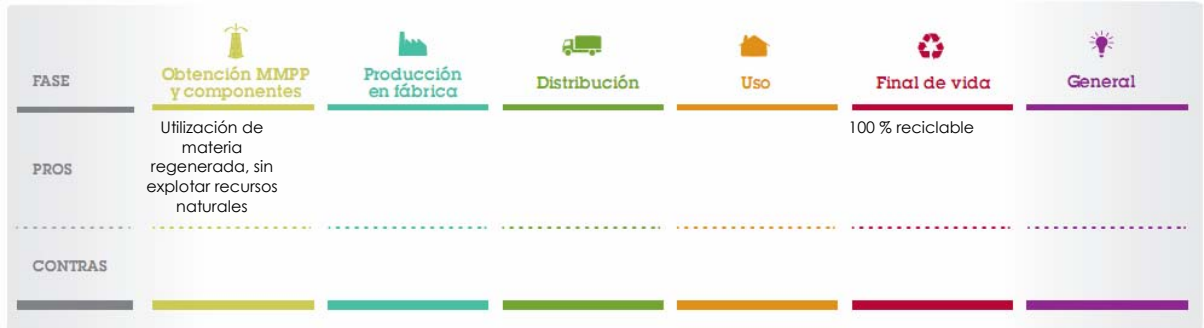 FASE
Obtención MMPP
y componentes
Producción
en fábrica
Distribución
Uso
Final de vida
General
PROS
Utilización de
materia
regenerada, sin
explotar recursos
naturales
100 % reciclable
CONTRAS